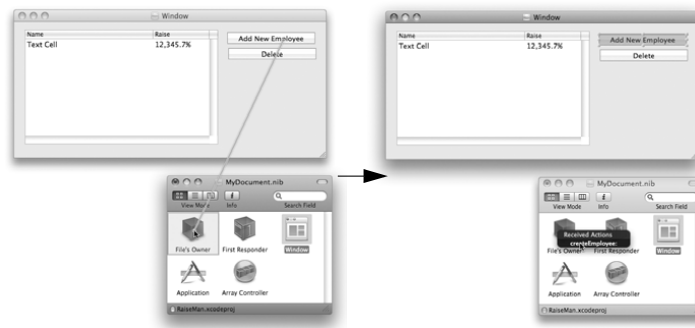 Window
Name Raise
Text Cell 12,345.7%
Add New Employee
Delete
MyDocument.nib
View Mode Info Search Field
File's Owner First Responder Window
Application Array Controller
RaiseMan.xcodeproj
Window
Name Raise
Text Cell 12,345.7%
Add New Employee
Delete
MyDocument.nib
View Mode Info Search Field
Received Actions
createEmployee:
File's Owner First Responder Window
Application Array Controller
RaiseMan.xcodeproj